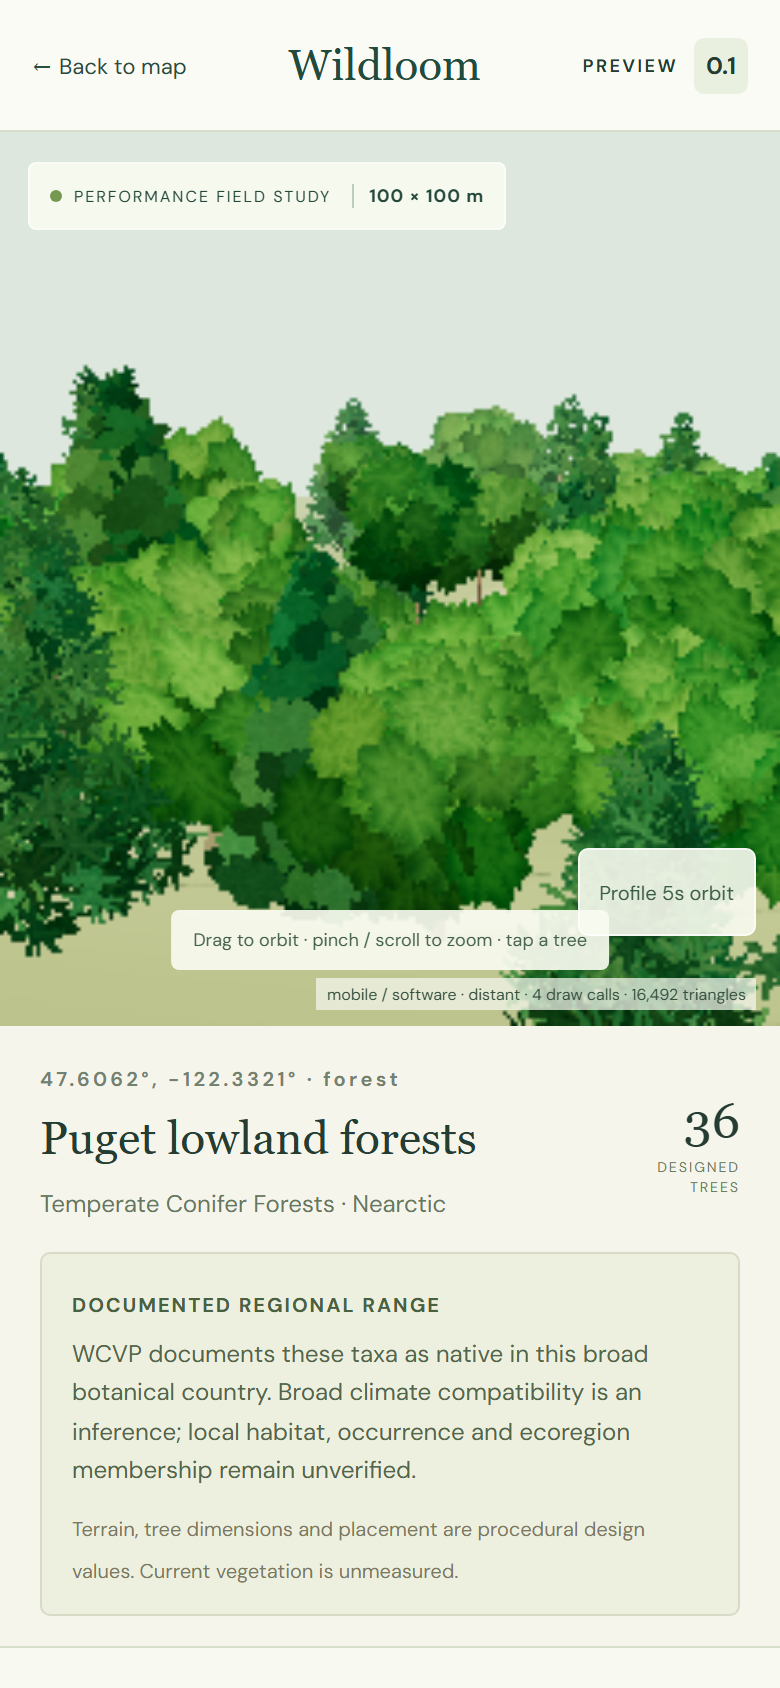 ← Back to map
Wildloom
PREVIEW 0.1
PERFORMANCE FIELD STUDY | 100 × 100 m
Profile 5s orbit
Drag to orbit · pinch / scroll to zoom · tap a tree
mobile / software · distant · 4 draw calls · 16,492 triangles
47.6062°, -122.3321° · forest
Puget lowland forests
36
DESIGNED
TREES
Temperate Conifer Forests · Nearctic
DOCUMENTED REGIONAL RANGE
WCVP documents these taxa as native in this broad
botanical country. Broad climate compatibility is an
inference; local habitat, occurrence and ecoregion
membership remain unverified.
Terrain, tree dimensions and placement are procedural design
values. Current vegetation is unmeasured.